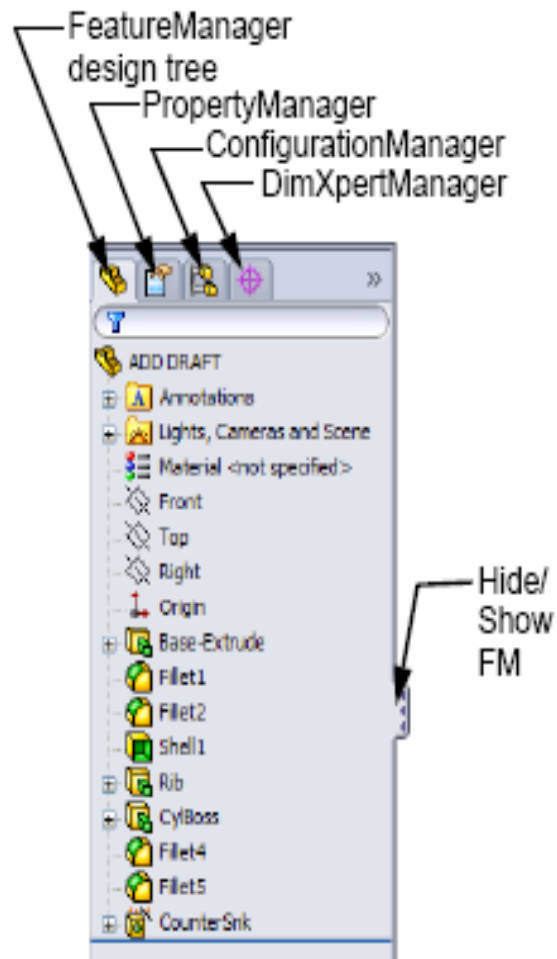 FeatureManager
design tree
PropertyManager
ConfigurationManager
DimXpertManager
»
ADD DRAFT
A Annotations
Lights, Cameras and Scene
Material <not specified>
Front
Top
Right
Origin
Base-Extrude
Fillet1
Fillet2
Shell1
Rib
CylBoss
Fillet4
Fillet5
CounterSnk
Hide/
Show
FM